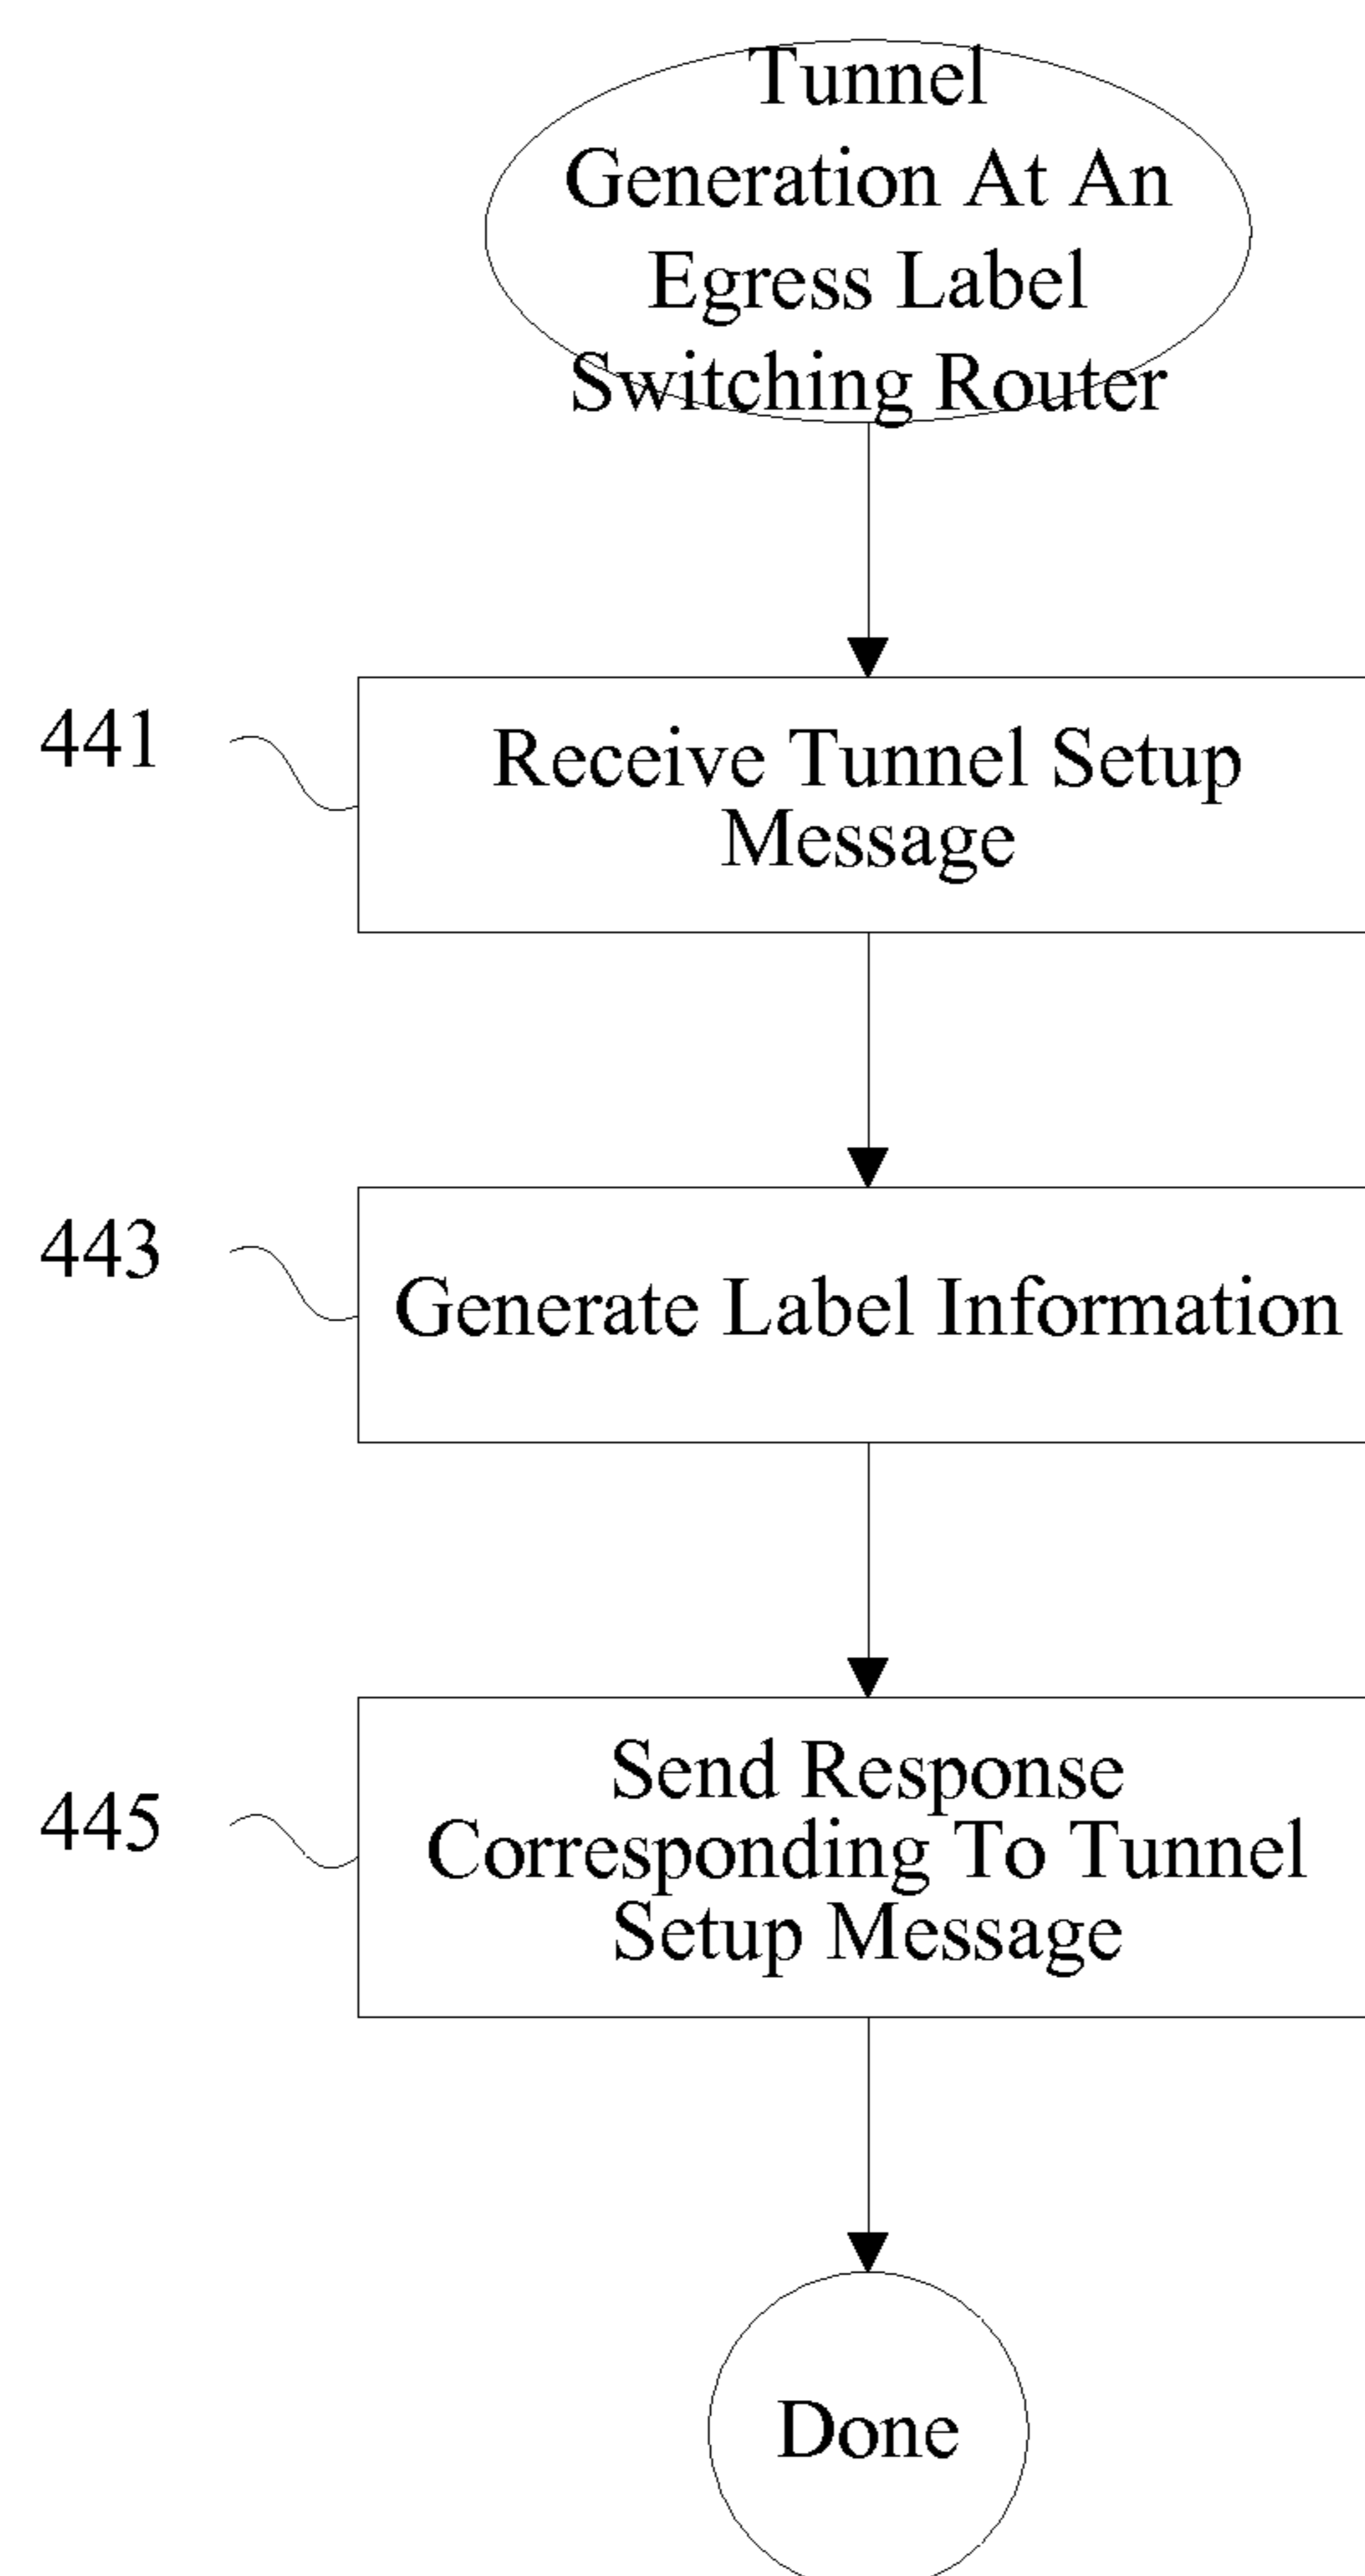 Tunnel
Generation At An
Egress Label
Switching Router
441
Receive Tunnel Setup
Message
443
Generate Label Information
445
Send Response
Corresponding To Tunnel
Setup Message
Done